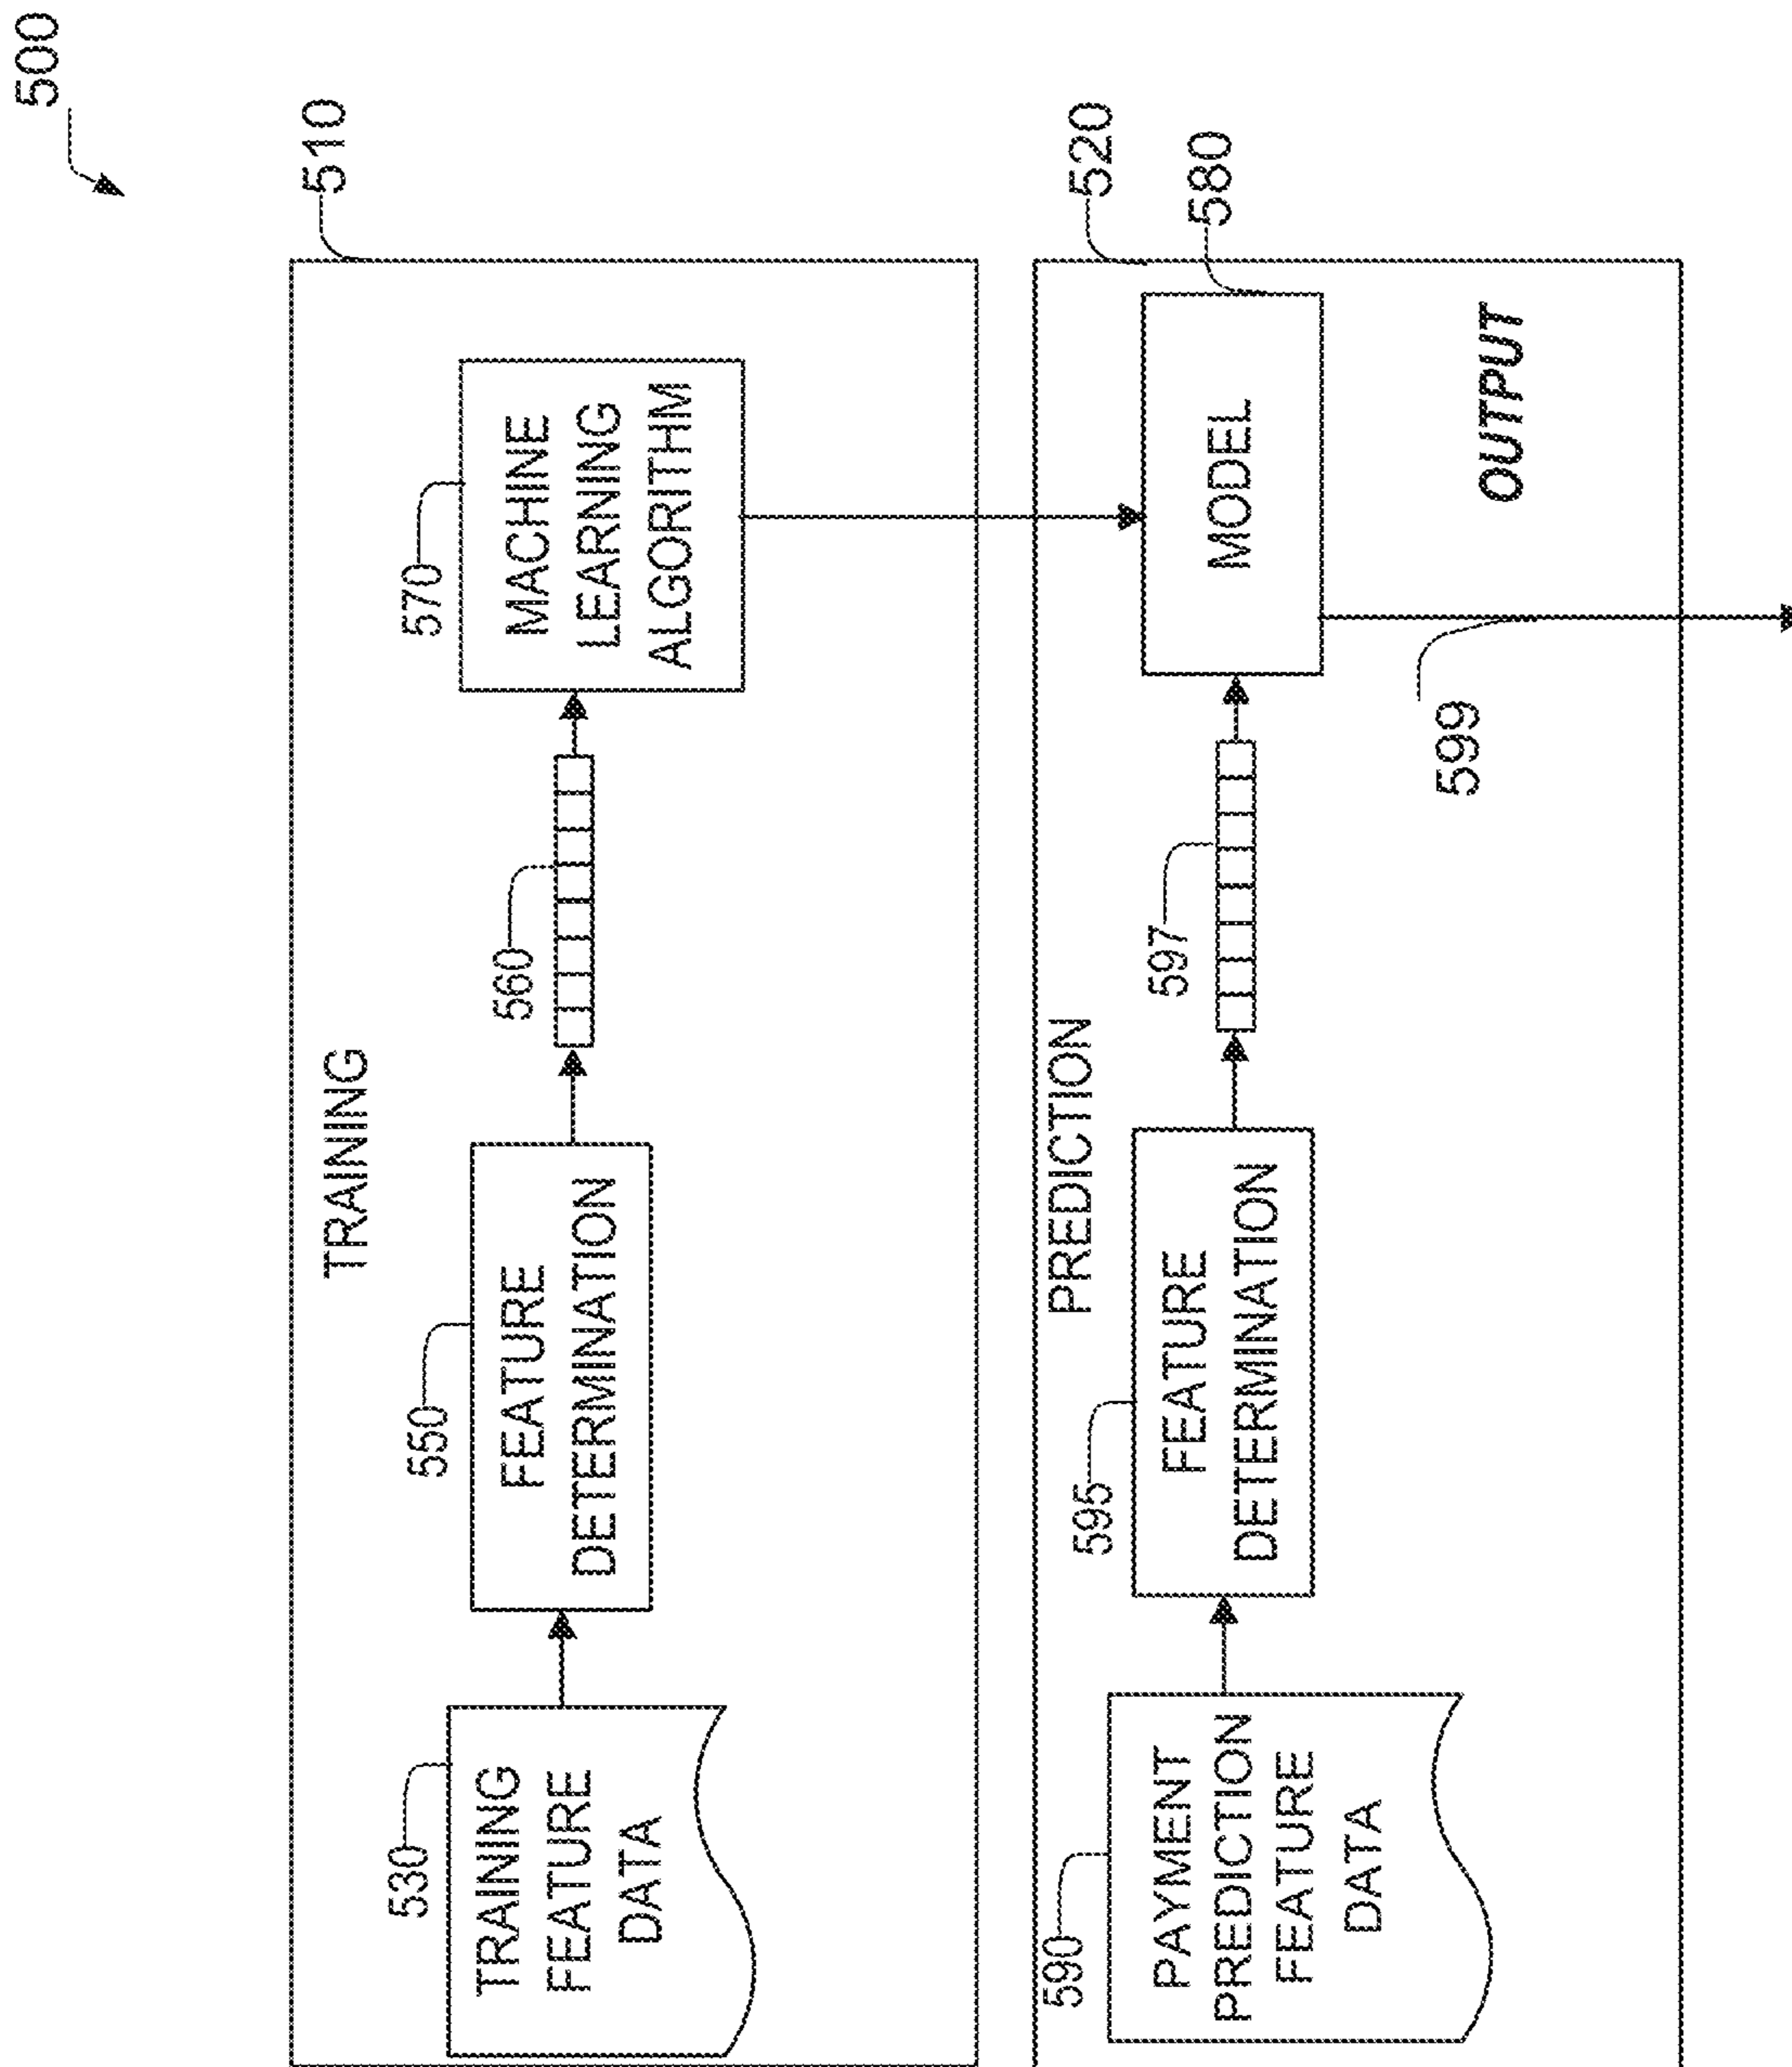 500
510
TRAINING
530
TRAINING
FEATURE
DATA
550
FEATURE
DETERMINATION
560
570
MACHINE
LEARNING
ALGORITHM
520
PREDICTION
590
PAYMENT
PREDICTION
FEATURE
DATA
595
FEATURE
DETERMINATION
597
580
MODEL
599
OUTPUT